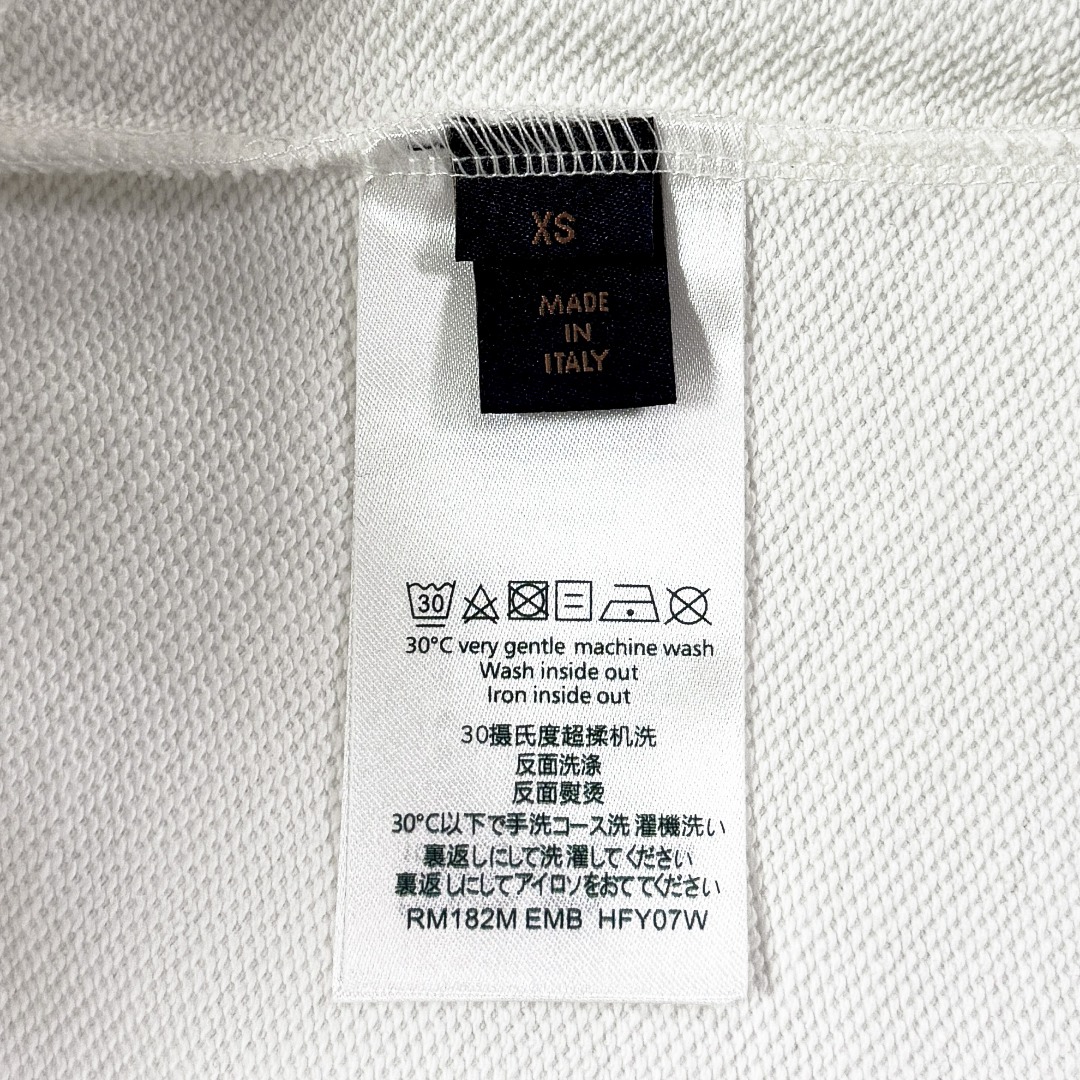 XS
MADE
IN
ITALY
30
30°C very gentle machine wash
Wash inside out
Iron inside out
30摄氏度超揉机洗
反面洗涤
反面熨烫
30°C以下で手洗コース洗 濯機洗い
裏返しにして洗 濯してください
裏返しにしてアイロソをおててください
RM182M EMB HFY07W